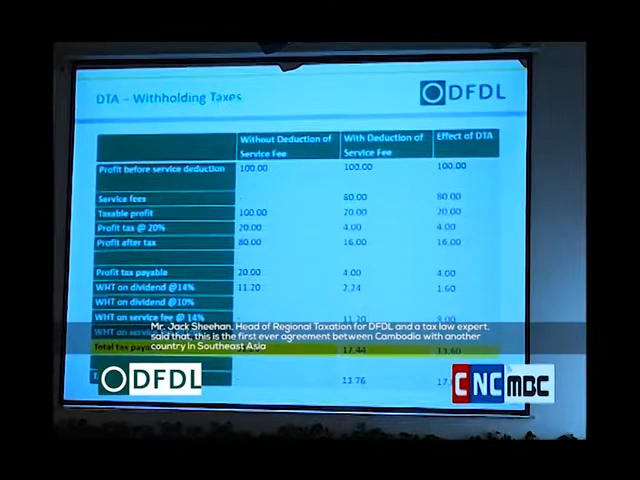 DTA – Withholding Taxes
DFDL
Without Deduction of Service Fee With Deduction of Service Fee Effect of DTA
Profit before service deduction 100.00 100.00 100.00
Service fees - 80.00 80.00
Taxable profit 100.00 20.00 20.00
Profit tax @ 20% 20.00 4.00 4.00
Profit after tax 80.00 16.00 16.00
Profit tax payable 20.00 4.00 4.00
WHT on dividend @14% 11.20 2.24 1.60
WHT on dividend @10%
WHT on service fee @ 14% - 11.20 8.00
WHT on
Mr. Jack Sheehan, Head of Regional Taxation for DFDL and a tax law expert,
said that, this is the first ever agreement between Cambodia with another
country in Southeast Asia
Total tax 17.44 13.60
13.76
DFDL
CNC MBC